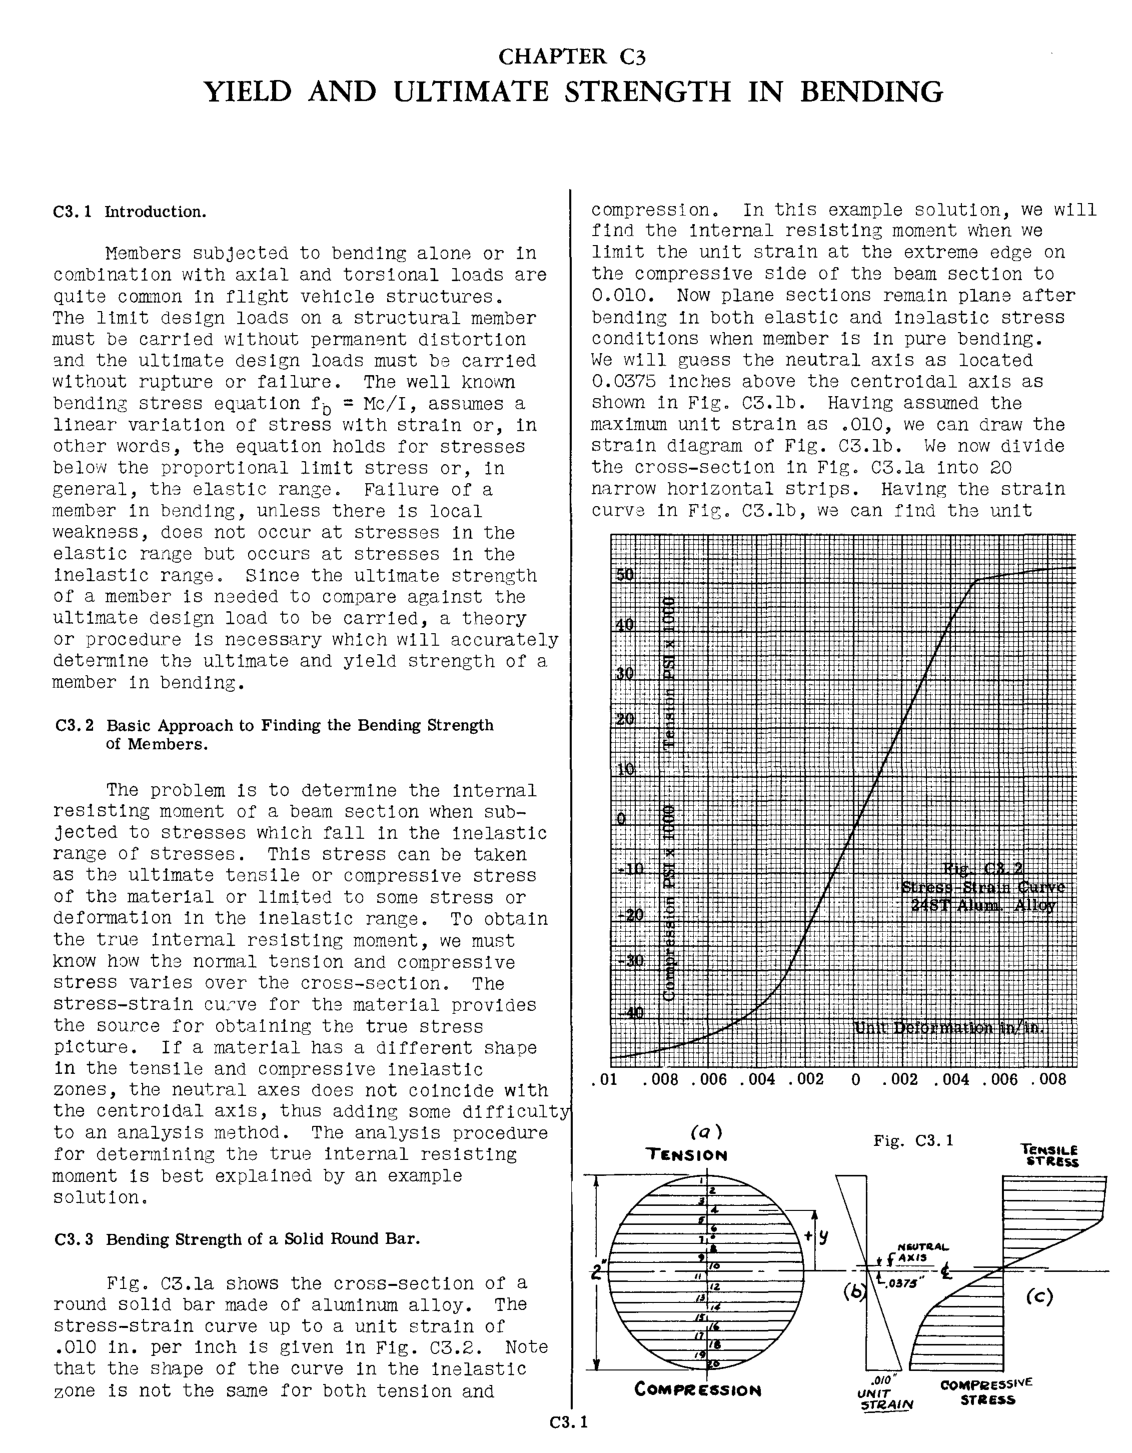 CHAPTER C3
YIELD AND ULTIMATE STRENGTH IN BENDING
C3.1 Introduction.
Members subjected to bending alone or in
combination with axial and torsional loads are
quite common in flight vehicle structures.
The limit design loads on a structural member
must be carried without permanent distortion
and the ultimate design loads must be carried
without rupture or failure. The well known
bending stress equation fb = Mc/I, assumes a
linear variation of stress with strain or, in
other words, the equation holds for stresses
below the proportional limit stress or, in
general, the elastic range. Failure of a
member in bending, unless there is local
weakness, does not occur at stresses in the
elastic range but occurs at stresses in the
inelastic range. Since the ultimate strength
of a member is needed to compare against the
ultimate design load to be carried, a theory
or procedure is necessary which will accurately
determine the ultimate and yield strength of a
member in bending.
C3.2 Basic Approach to Finding the Bending Strength
of Members.
The problem is to determine the internal
resisting moment of a beam section when sub-
jected to stresses which fall in the inelastic
range of stresses. This stress can be taken
as the ultimate tensile or compressive stress
of the material or limited to some stress or
deformation in the inelastic range. To obtain
the true internal resisting moment, we must
know how the normal tension and compressive
stress varies over the cross-section. The
stress-strain curve for the material provides
the source for obtaining the true stress
picture. If a material has a different shape
in the tensile and compressive inelastic
zones, the neutral axes does not coincide with
the centroidal axis, thus adding some difficulty
to an analysis method. The analysis procedure
for determining the true internal resisting
moment is best explained by an example
solution.
C3.3 Bending Strength of a Solid Round Bar.
Fig. C3.1a shows the cross-section of a
round solid bar made of aluminum alloy. The
stress-strain curve up to a unit strain of
.010 in. per inch is given in Fig. C3.2. Note
that the shape of the curve in the inelastic
zone is not the same for both tension and
compression. In this example solution, we will
find the internal resisting moment when we
limit the unit strain at the extreme edge on
the compressive side of the beam section to
0.010. Now plane sections remain plane after
bending in both elastic and inelastic stress
conditions when member is in pure bending.
We will guess the neutral axis as located
0.0375 inches above the centroidal axis as
shown in Fig. C3.1b. Having assumed the
maximum unit strain as .010, we can draw the
strain diagram of Fig. C3.1b. We now divide
the cross-section in Fig. C3.1a into 20
narrow horizontal strips. Having the strain
curve in Fig. C3.1b, we can find the unit
50
40
30
20
10
0
-10
-20
-30
-40
Tension PSI x 1000
Compression PSI x 1000
Fig. C3.2
Stress-Strain Curve
24ST Alum. Alloy
Unit Deformation in/in.
.01 .008 .006 .004 .002 0 .002 .004 .006 .008
(a)
TENSION
Fig. C3.1
TENSILE
STRESS
1
2
3
4
5
6
7
8
9
10
11
12
13
14
15
16
17
18
19
20
2"
+y
NEUTRAL
AXIS
.0375"
℄
(b)
(c)
.010"
UNIT
STRAIN
COMPRESSIVE
STRESS
COMPRESSION
C3.1